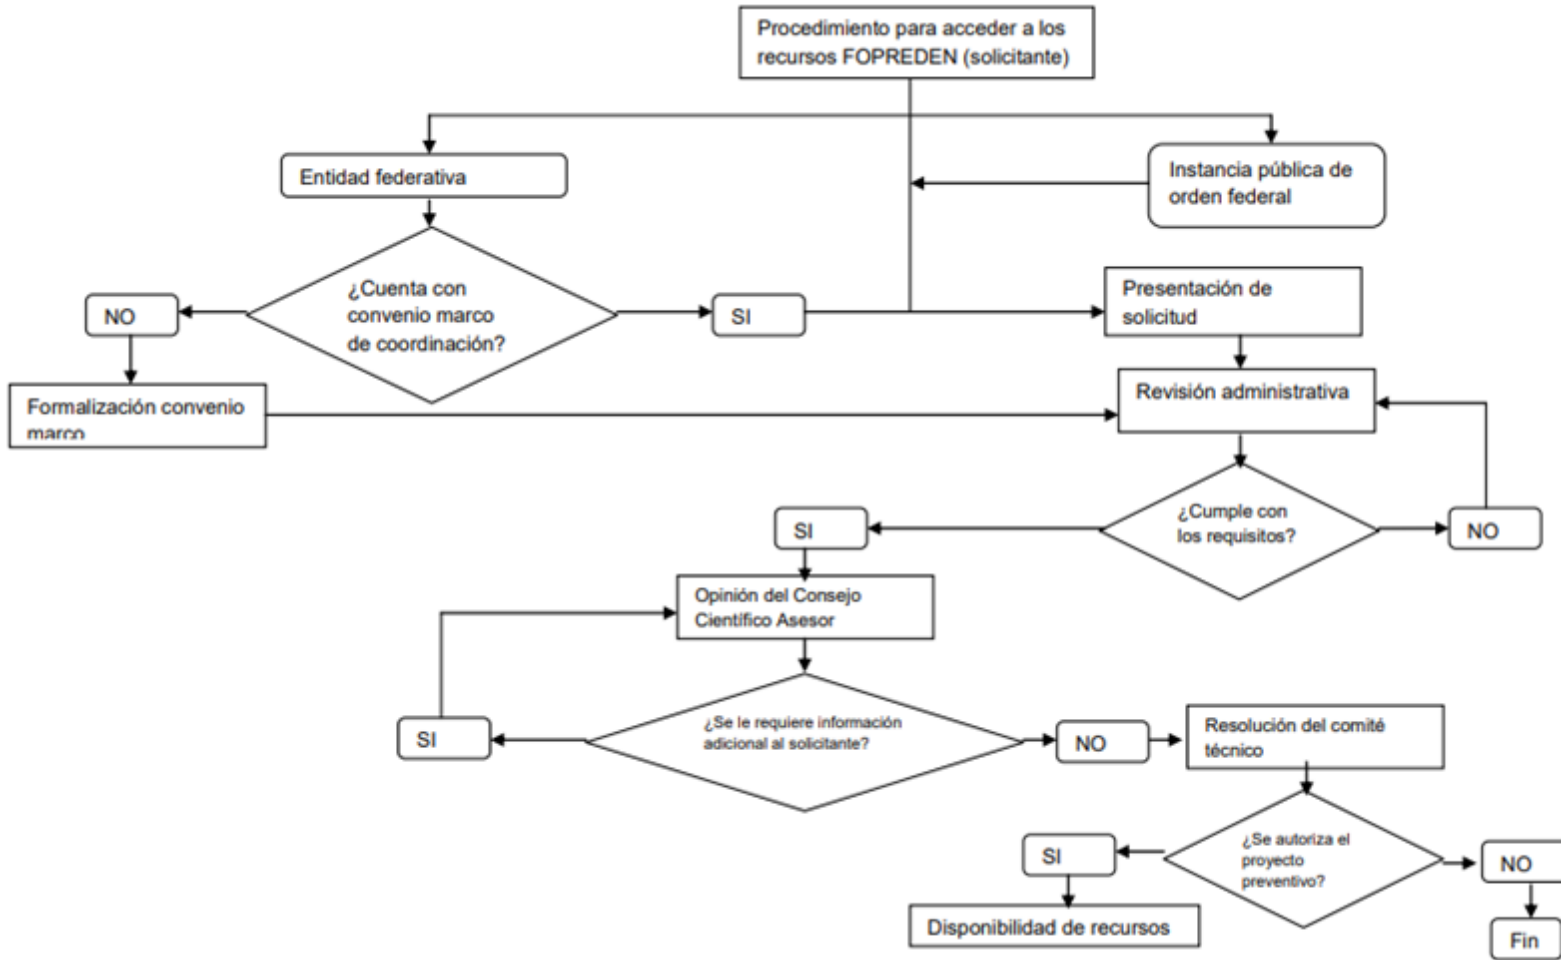 Procedimiento para acceder a los
recursos FOPREDEN (solicitante)
Entidad federativa
Instancia pública de
orden federal
¿Cuenta con
convenio marco
de coordinación?
NO
SI
Presentación de
solicitud
Formalización convenio
marco
Revisión administrativa
¿Cumple con
los requisitos?
SI
NO
Opinión del Consejo
Científico Asesor
¿Se le requiere información
adicional al solicitante?
SI
NO
Resolución del comité
técnico
¿Se autoriza el
proyecto
preventivo?
SI
NO
Disponibilidad de recursos
Fin